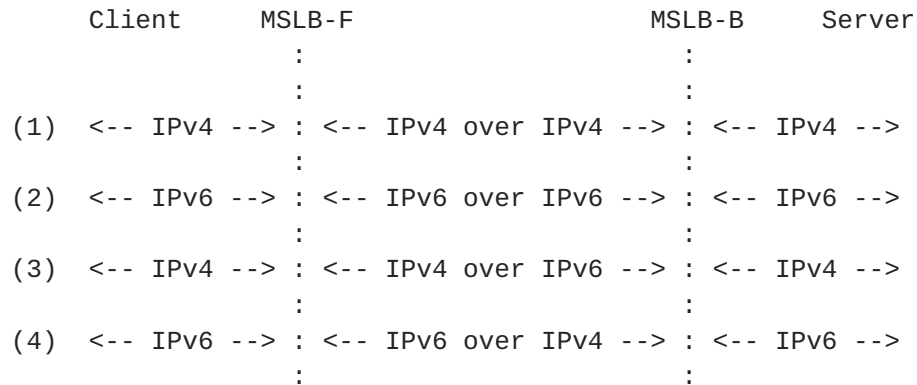 Client MSLB-F MSLB-B Server
: :
: :
(1) <-- IPv4 --> : <-- IPv4 over IPv4 --> : <-- IPv4 -->
: :
(2) <-- IPv6 --> : <-- IPv6 over IPv6 --> : <-- IPv6 -->
: :
(3) <-- IPv4 --> : <-- IPv4 over IPv6 --> : <-- IPv4 -->
: :
(4) <-- IPv6 --> : <-- IPv6 over IPv4 --> : <-- IPv6 -->
: :